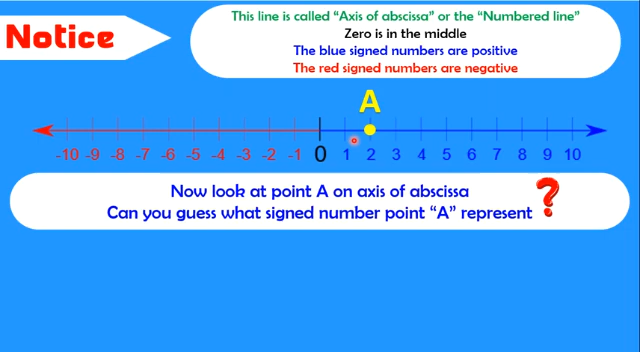 Notice
This line is called “Axis of abscissa” or the “Numbered line”
Zero is in the middle
The blue signed numbers are positive
The red signed numbers are negative
A
-10 -9 -8 -7 -6 -5 -4 -3 -2 -1 0 1 2 3 4 5 6 7 8 9 10
Now look at point A on axis of abscissa
Can you guess what signed number point “A” represent ?